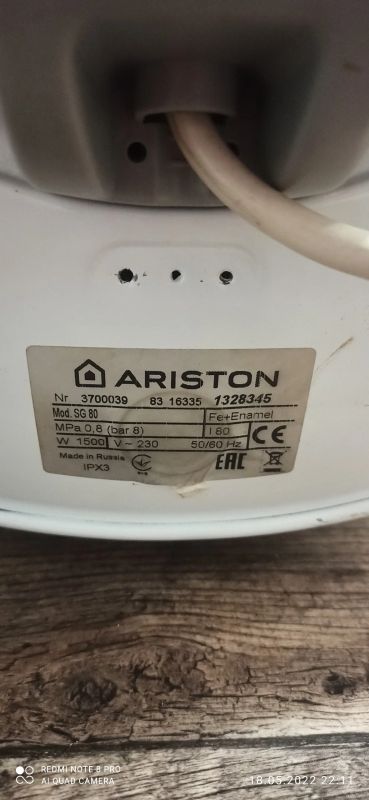 ARISTON
Nr 3700039 83 16335 1328345
Mod. SG 80 Fe+Enamel
MPa 0,8 (bar 8) l 80
W 1500 V~ 230 50/60 Hz CE
Made in Russia EAC
IPX3
REDMI NOTE 8 PRO
AI QUAD CAMERA
18.05.2022 22:11